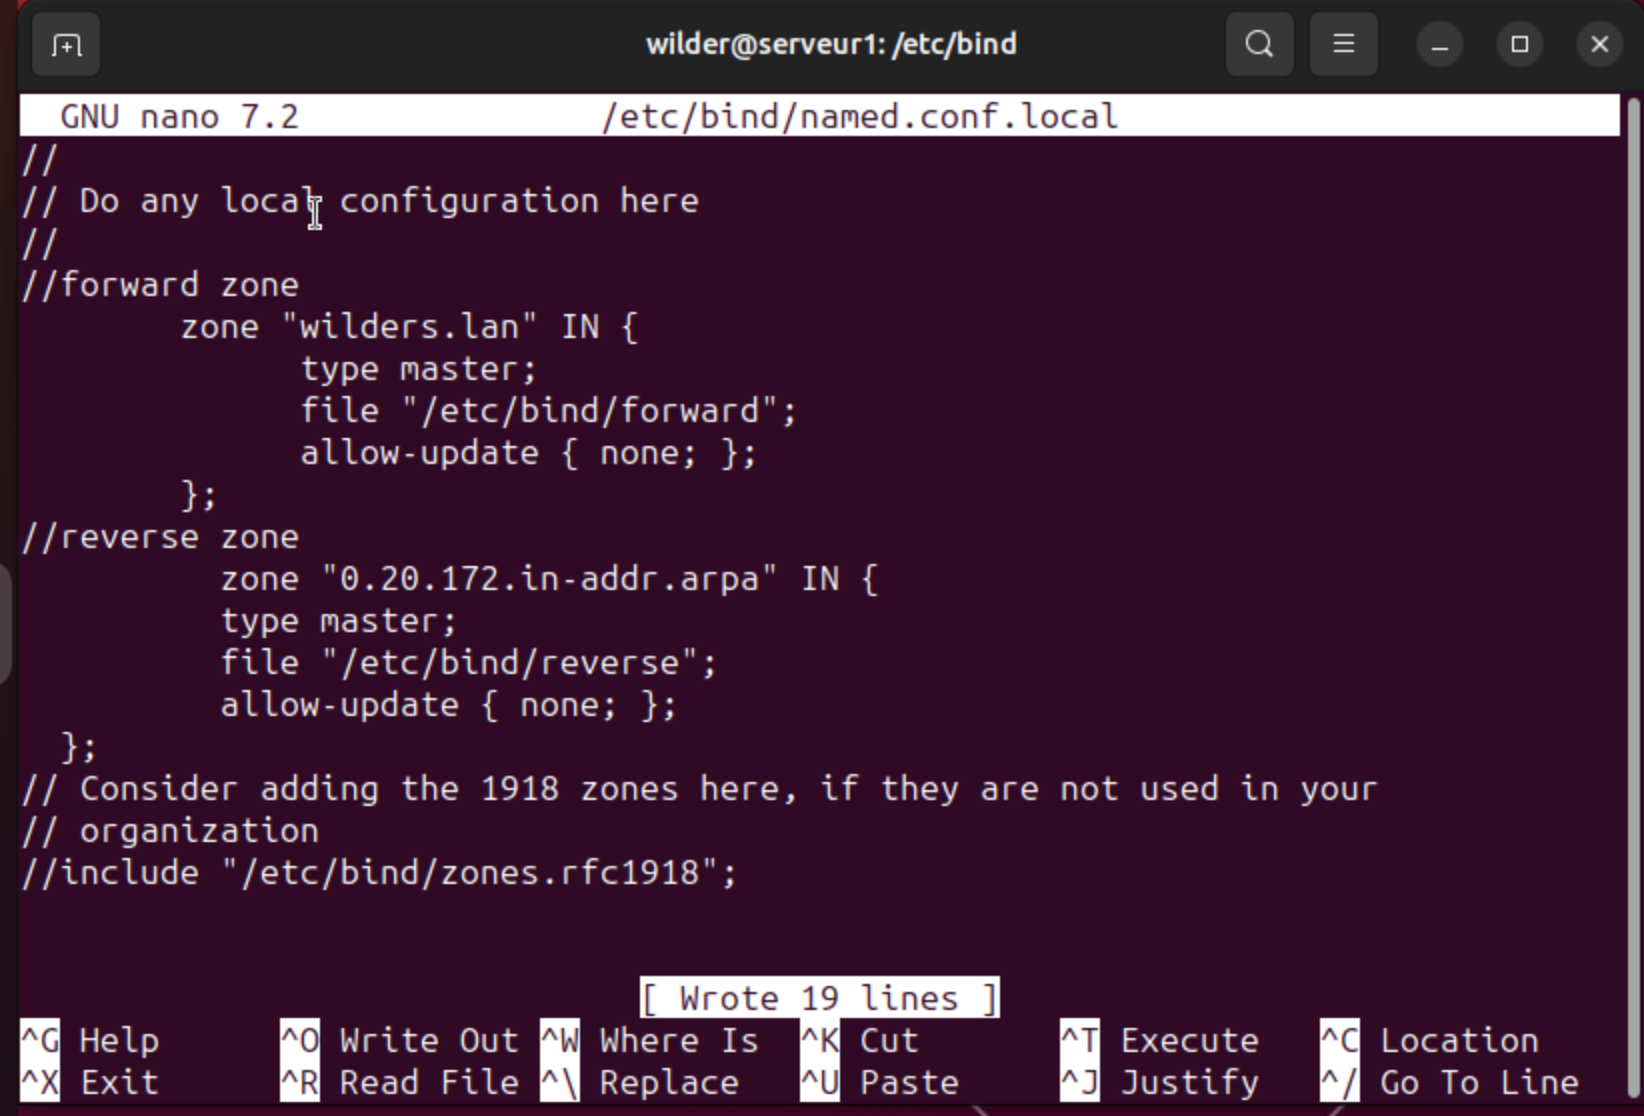 wilder@serveur1: /etc/bind
GNU nano 7.2 /etc/bind/named.conf.local
//
// Do any local configuration here
//
//forward zone
zone "wilders.lan" IN {
type master;
file "/etc/bind/forward";
allow-update { none; };
};
//reverse zone
zone "0.20.172.in-addr.arpa" IN {
type master;
file "/etc/bind/reverse";
allow-update { none; };
};
// Consider adding the 1918 zones here, if they are not used in your
// organization
//include "/etc/bind/zones.rfc1918";
[ Wrote 19 lines ]
^G Help ^O Write Out ^W Where Is ^K Cut ^T Execute ^C Location
^X Exit ^R Read File ^\ Replace ^U Paste ^J Justify ^/ Go To Line